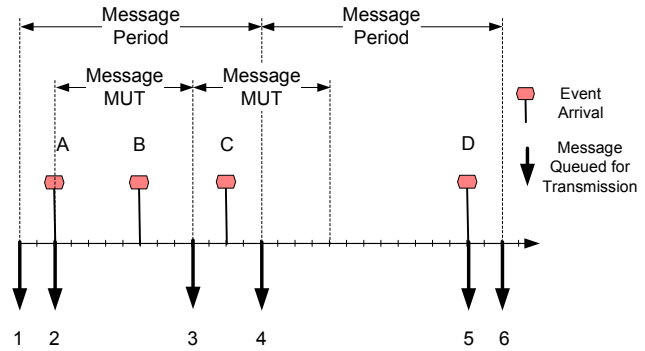 Message
Period
Message
Period
Message
MUT
Message
MUT
Event
Arrival
A
B
C
D
Message
Queued for
Transmission
1
2
3
4
5
6